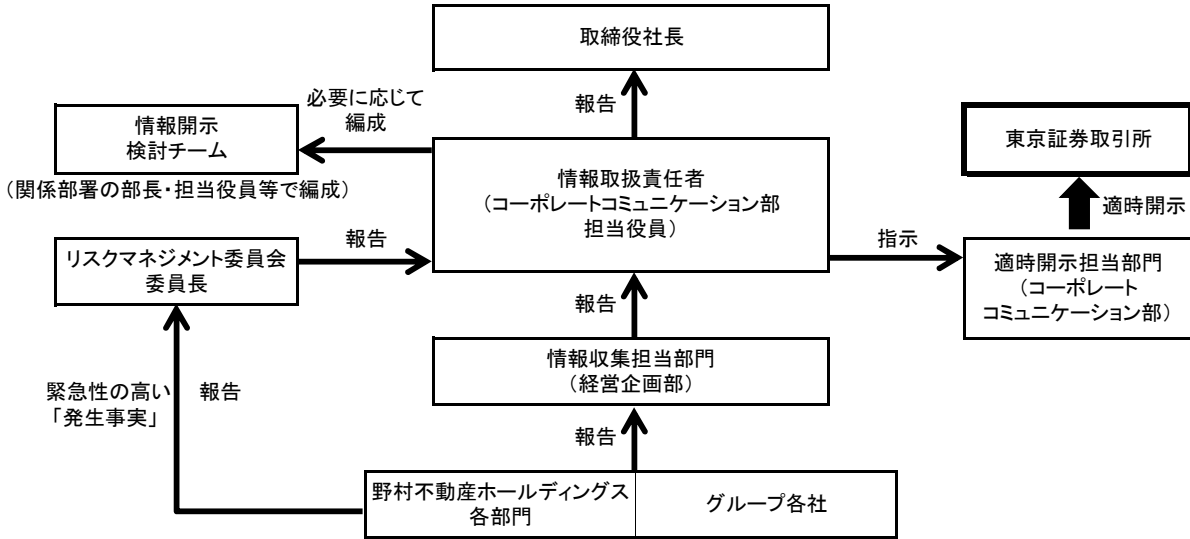 取締役社長
報告
必要に応じて
編成
情報開示
検討チーム
（関係部署の部長・担当役員等で編成）
情報取扱責任者
（コーポレートコミュニケーション部
担当役員）
東京証券取引所
適時開示
リスクマネジメント委員会
委員長
報告
指示
適時開示担当部門
（コーポレート
コミュニケーション部）
報告
情報収集担当部門
（経営企画部）
緊急性の高い
「発生事実」
報告
報告
野村不動産ホールディングス
各部門
グループ各社